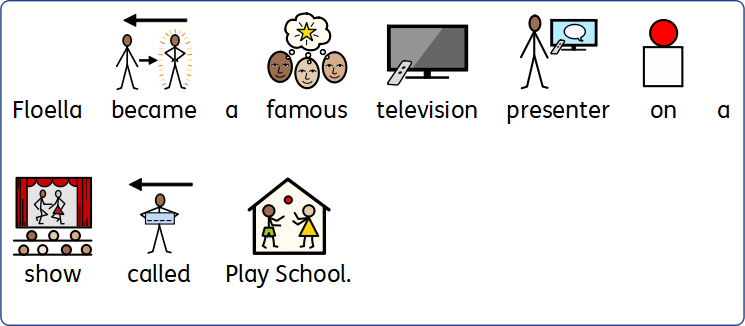 Floella became a famous television presenter on a
show called Play School.